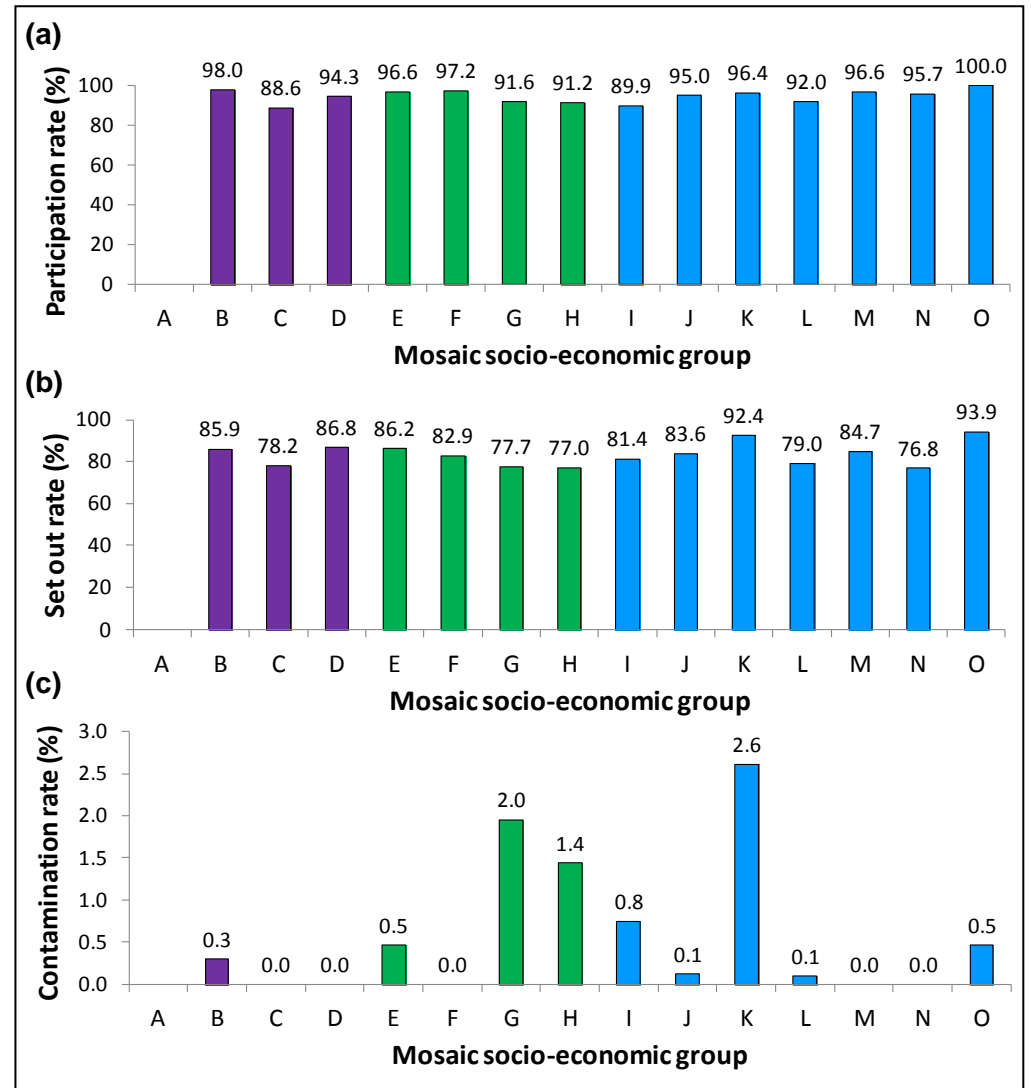 (a)
98.0 88.6 94.3 96.6 97.2 91.6 91.2 89.9 95.0 96.4 92.0 96.6 95.7 100.0
Participation rate (%)
100
80
60
40
20
0
A B C D E F G H I J K L M N O
Mosaic socio-economic group
(b)
85.9 78.2 86.8 86.2 82.9 77.7 77.0 81.4 83.6 92.4 79.0 84.7 76.8 93.9
Set out rate (%)
100
80
60
40
20
0
A B C D E F G H I J K L M N O
Mosaic socio-economic group
(c)
Contamination rate (%)
3.0
2.5
2.0
1.5
1.0
0.5
0.0
0.3 0.0 0.0 0.5 0.0 2.0 1.4 0.8 0.1 2.6 0.1 0.0 0.0 0.5
A B C D E F G H I J K L M N O
Mosaic socio-economic group